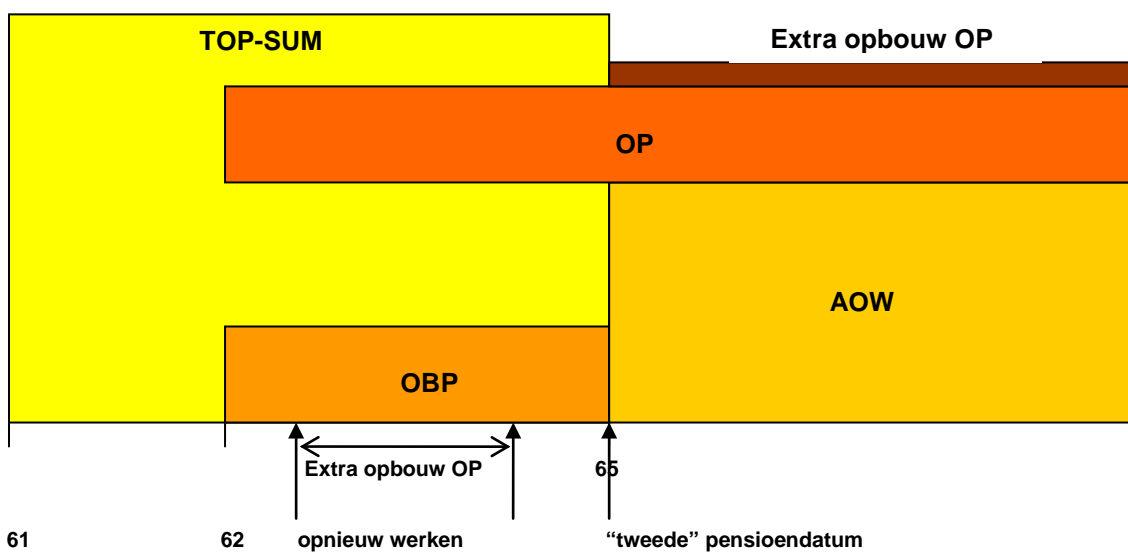 TOP-SUM
Extra opbouw OP
OP
AOW
OBP
Extra opbouw OP
65
61
62
opnieuw werken
“tweede” pensioendatum